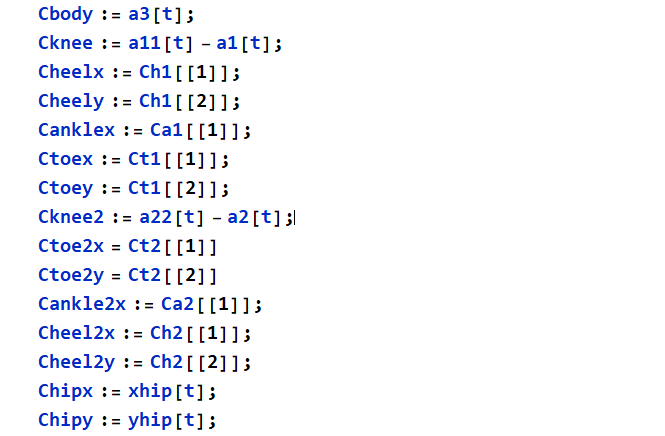 Cbody := a3[t];
Cknee := a11[t] – a1[t];
Cheelx := Ch1[[1]];
Cheely := Ch1[[2]];
Canklex := Ca1[[1]];
Ctoex := Ct1[[1]];
Ctoey := Ct1[[2]];
Cknee2 := a22[t] – a2[t];
Ctoe2x = Ct2[[1]]
Ctoe2y = Ct2[[2]]
Cankle2x := Ca2[[1]];
Cheel2x := Ch2[[1]];
Cheel2y := Ch2[[2]];
Chipx := xhip[t];
Chipy := yhip[t];